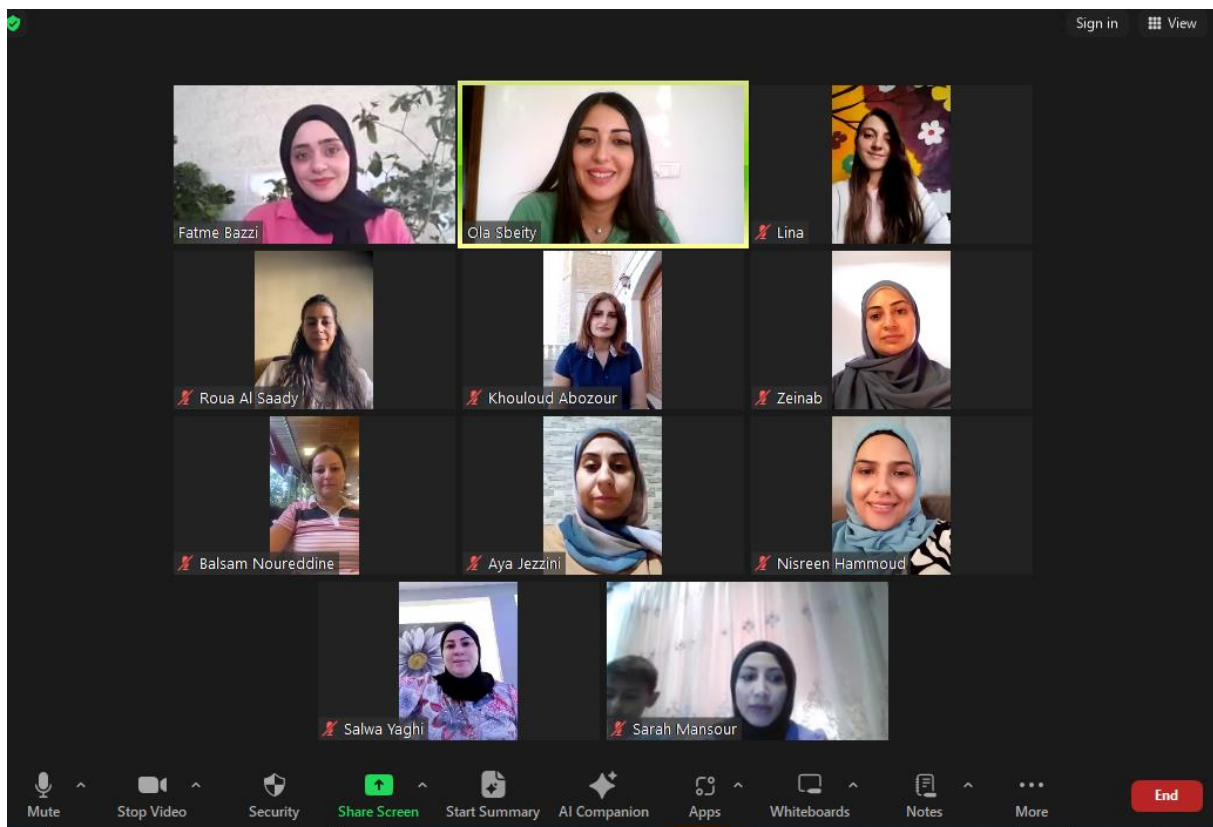 Sign in View
Fatme Bazzi
Ola Sbeity
Lina
Roua Al Saady
Khouloud Abozour
Zeinab
Balsam Noureddine
Aya Jezzini
Nisreen Hammoud
Salwa Yaghi
Sarah Mansour
Mute Stop Video Security Share Screen Start Summary AI Companion Apps Whiteboards Notes More End